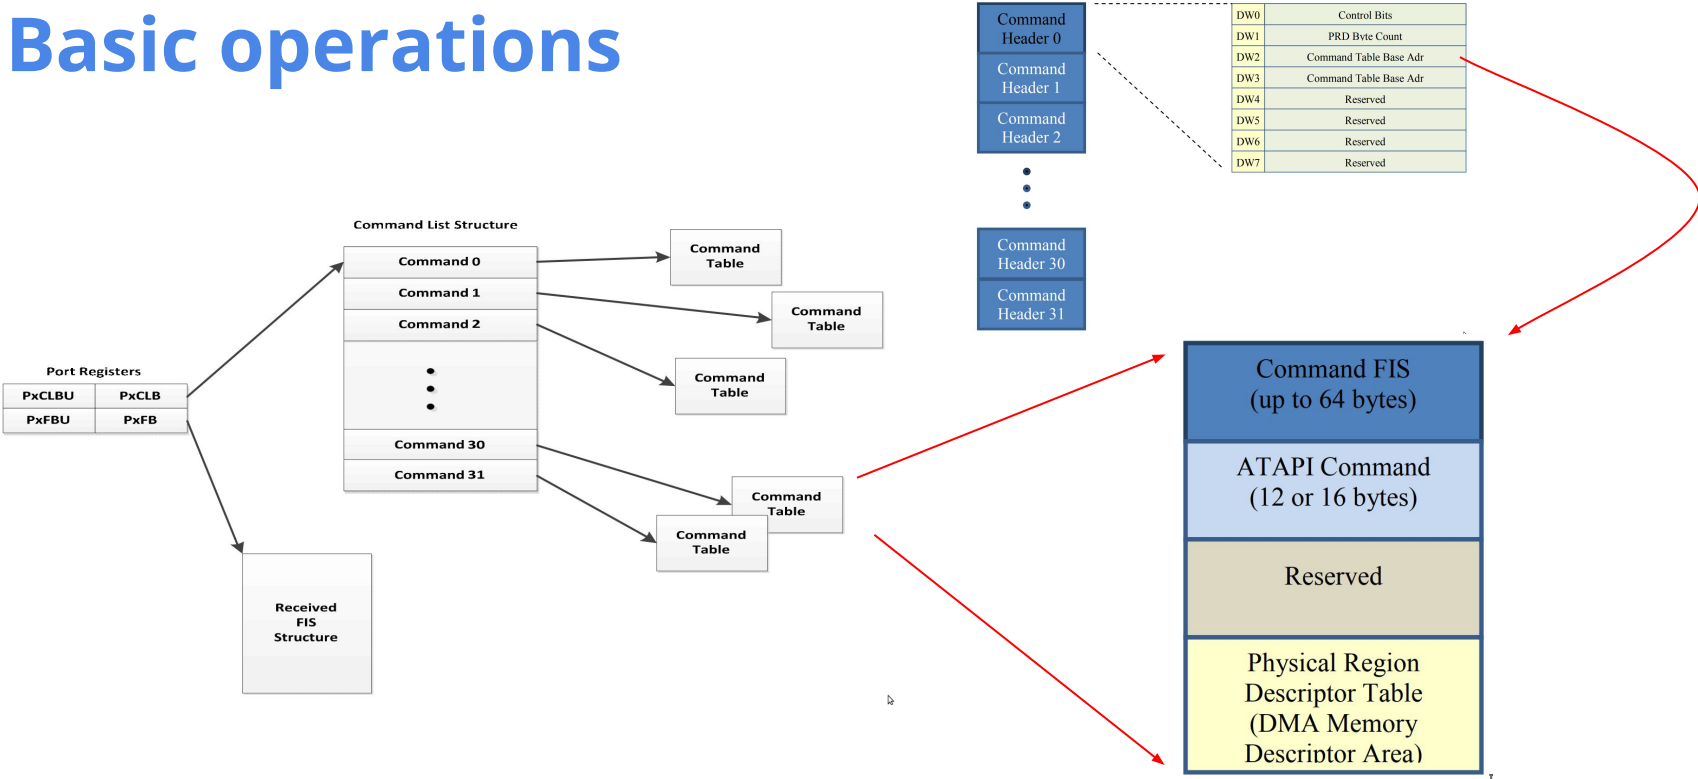 Basic operations
Command
Header 0
Command
Header 1
Command
Header 2
Command
Header 30
Command
Header 31
DW0 Control Bits
DW1 PRD Byte Count
DW2 Command Table Base Adr
DW3 Command Table Base Adr
DW4 Reserved
DW5 Reserved
DW6 Reserved
DW7 Reserved
Command List Structure
Command 0
Command 1
Command 2
Command 30
Command 31
Command
Table
Command
Table
Command
Table
Command
Table
Command
Table
Port Registers
PxCLBU PxCLB
PxFBU PxFB
Received
FIS
Structure
Command FIS
(up to 64 bytes)
ATAPI Command
(12 or 16 bytes)
Reserved
Physical Region
Descriptor Table
(DMA Memory
Descriptor Area)